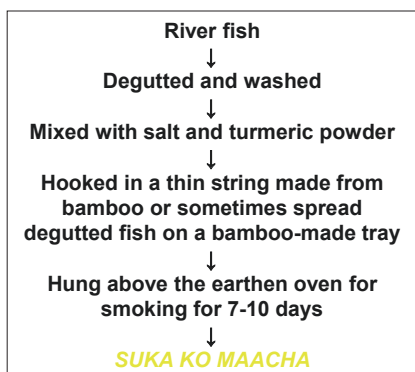 River fish
↓
Degutted and washed
↓
Mixed with salt and turmeric powder
↓
Hooked in a thin string made from
bamboo or sometimes spread
degutted fish on a bamboo-made tray
↓
Hung above the earthen oven for
smoking for 7-10 days
↓
SUKA KO MAACHA